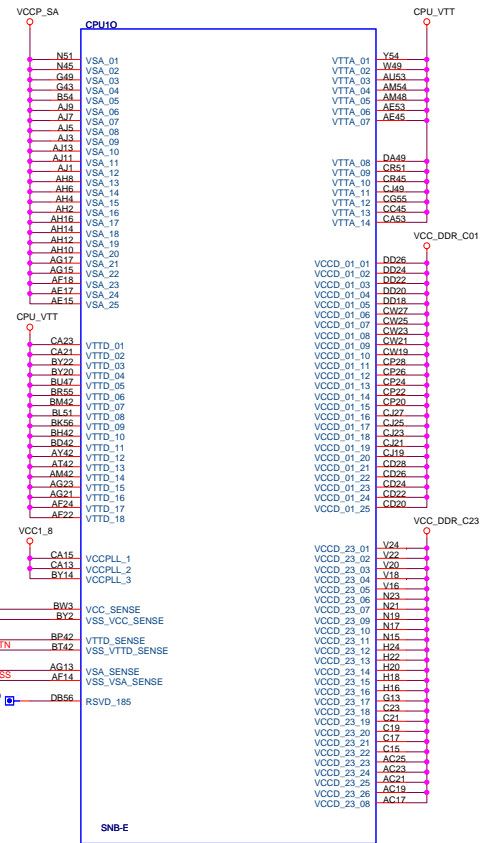 VCCP_SA
CPU1O
N51 VSA_01
N45 VSA_02
G49 VSA_03
G43 VSA_04
B54 VSA_05
AJ9 VSA_06
AJ7 VSA_07
AJ5 VSA_08
AJ3 VSA_09
AJ13 VSA_10
AJ11 VSA_11
AJ1 VSA_12
AH8 VSA_13
AH6 VSA_14
AH4 VSA_15
AH2 VSA_16
AH16 VSA_17
AH14 VSA_18
AH12 VSA_19
AH10 VSA_20
AG17 VSA_21
AG15 VSA_22
AF18 VSA_23
AE17 VSA_24
AE15 VSA_25
CPU_VTT
CA23 VTTD_01
CA21 VTTD_02
BY22 VTTD_03
BY20 VTTD_04
BU47 VTTD_05
BR55 VTTD_06
BM42 VTTD_07
BL51 VTTD_08
BK56 VTTD_09
BH42 VTTD_10
BD42 VTTD_11
AY42 VTTD_12
AT42 VTTD_13
AM42 VTTD_14
AG23 VTTD_15
AG21 VTTD_16
AF24 VTTD_17
AF22 VTTD_18
VCC1_8
CA15 VCCPLL_1
CA13 VCCPLL_2
BY14 VCCPLL_3
BW3 VCC_SENSE
BY2 VSS_VCC_SENSE
BP42 VTTD_SENSE
TN BT42 VSS_VTTD_SENSE
AG13 VSA_SENSE
SS AF14 VSS_VSA_SENSE
DB56 RSVD_185
SNB-E
CPU_VTT
VTTA_01 Y54
VTTA_02 W49
VTTA_03 AU53
VTTA_04 AM54
VTTA_05 AM48
VTTA_06 AE53
VTTA_07 AE45
VTTA_08 DA49
VTTA_09 CR51
VTTA_10 CR45
VTTA_11 CJ49
VTTA_12 CG55
VTTA_13 CC45
VTTA_14 CA53
VCC_DDR_C01
VCCD_01_01 DD26
VCCD_01_02 DD24
VCCD_01_03 DD22
VCCD_01_04 DD20
VCCD_01_05 DD18
VCCD_01_06 CW27
VCCD_01_07 CW25
VCCD_01_08 CW23
VCCD_01_09 CW21
VCCD_01_10 CW19
VCCD_01_11 CP28
VCCD_01_12 CP26
VCCD_01_13 CP24
VCCD_01_14 CP22
VCCD_01_15 CP20
VCCD_01_16 CJ27
VCCD_01_17 CJ25
VCCD_01_18 CJ23
VCCD_01_19 CJ21
VCCD_01_20 CJ19
VCCD_01_21 CD28
VCCD_01_22 CD26
VCCD_01_23 CD24
VCCD_01_24 CD22
VCCD_01_25 CD20
VCC_DDR_C23
VCCD_23_01 V24
VCCD_23_02 V22
VCCD_23_03 V20
VCCD_23_04 V18
VCCD_23_05 V16
VCCD_23_06 N23
VCCD_23_07 N21
VCCD_23_09 N19
VCCD_23_10 N17
VCCD_23_11 N15
VCCD_23_12 H24
VCCD_23_13 H22
VCCD_23_14 H20
VCCD_23_15 H18
VCCD_23_16 H16
VCCD_23_17 G13
VCCD_23_18 C23
VCCD_23_19 C21
VCCD_23_20 C19
VCCD_23_21 C17
VCCD_23_22 C15
VCCD_23_23 AC25
VCCD_23_24 AC23
VCCD_23_25 AC21
VCCD_23_26 AC19
VCCD_23_08 AC17